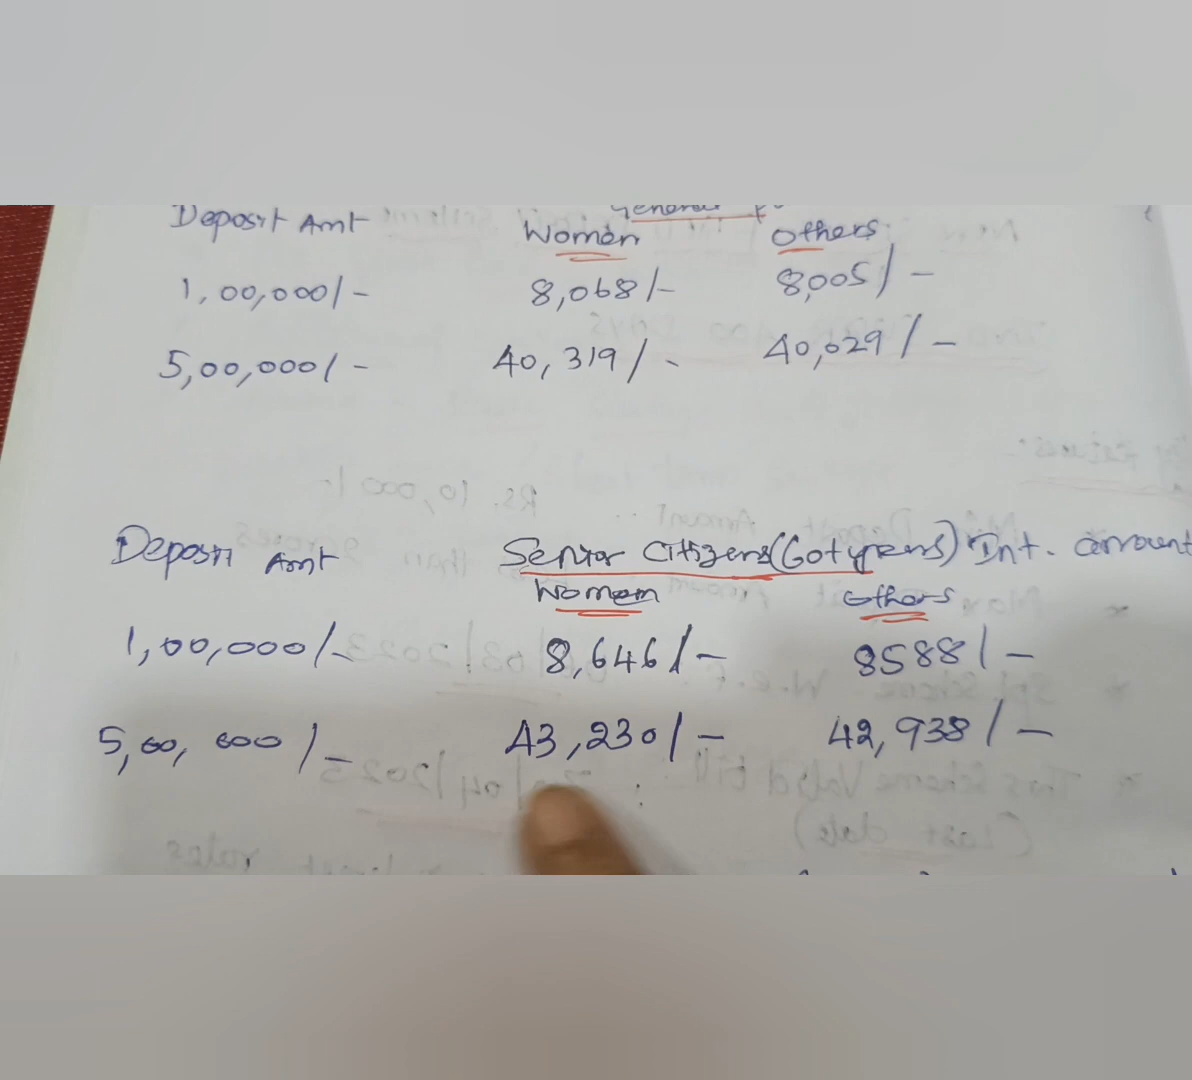 General
Deposit Amt Women Others
1,00,000/- 8,068/- 8,005/-
5,00,000/- 40,319/- 40,029/-
Deposit Amt Senior Citizens (60+ years) Int. amount
Women Others
1,00,000/- 8,646/- 8588/-
5,00,000/- 43,230/- 42,938/-